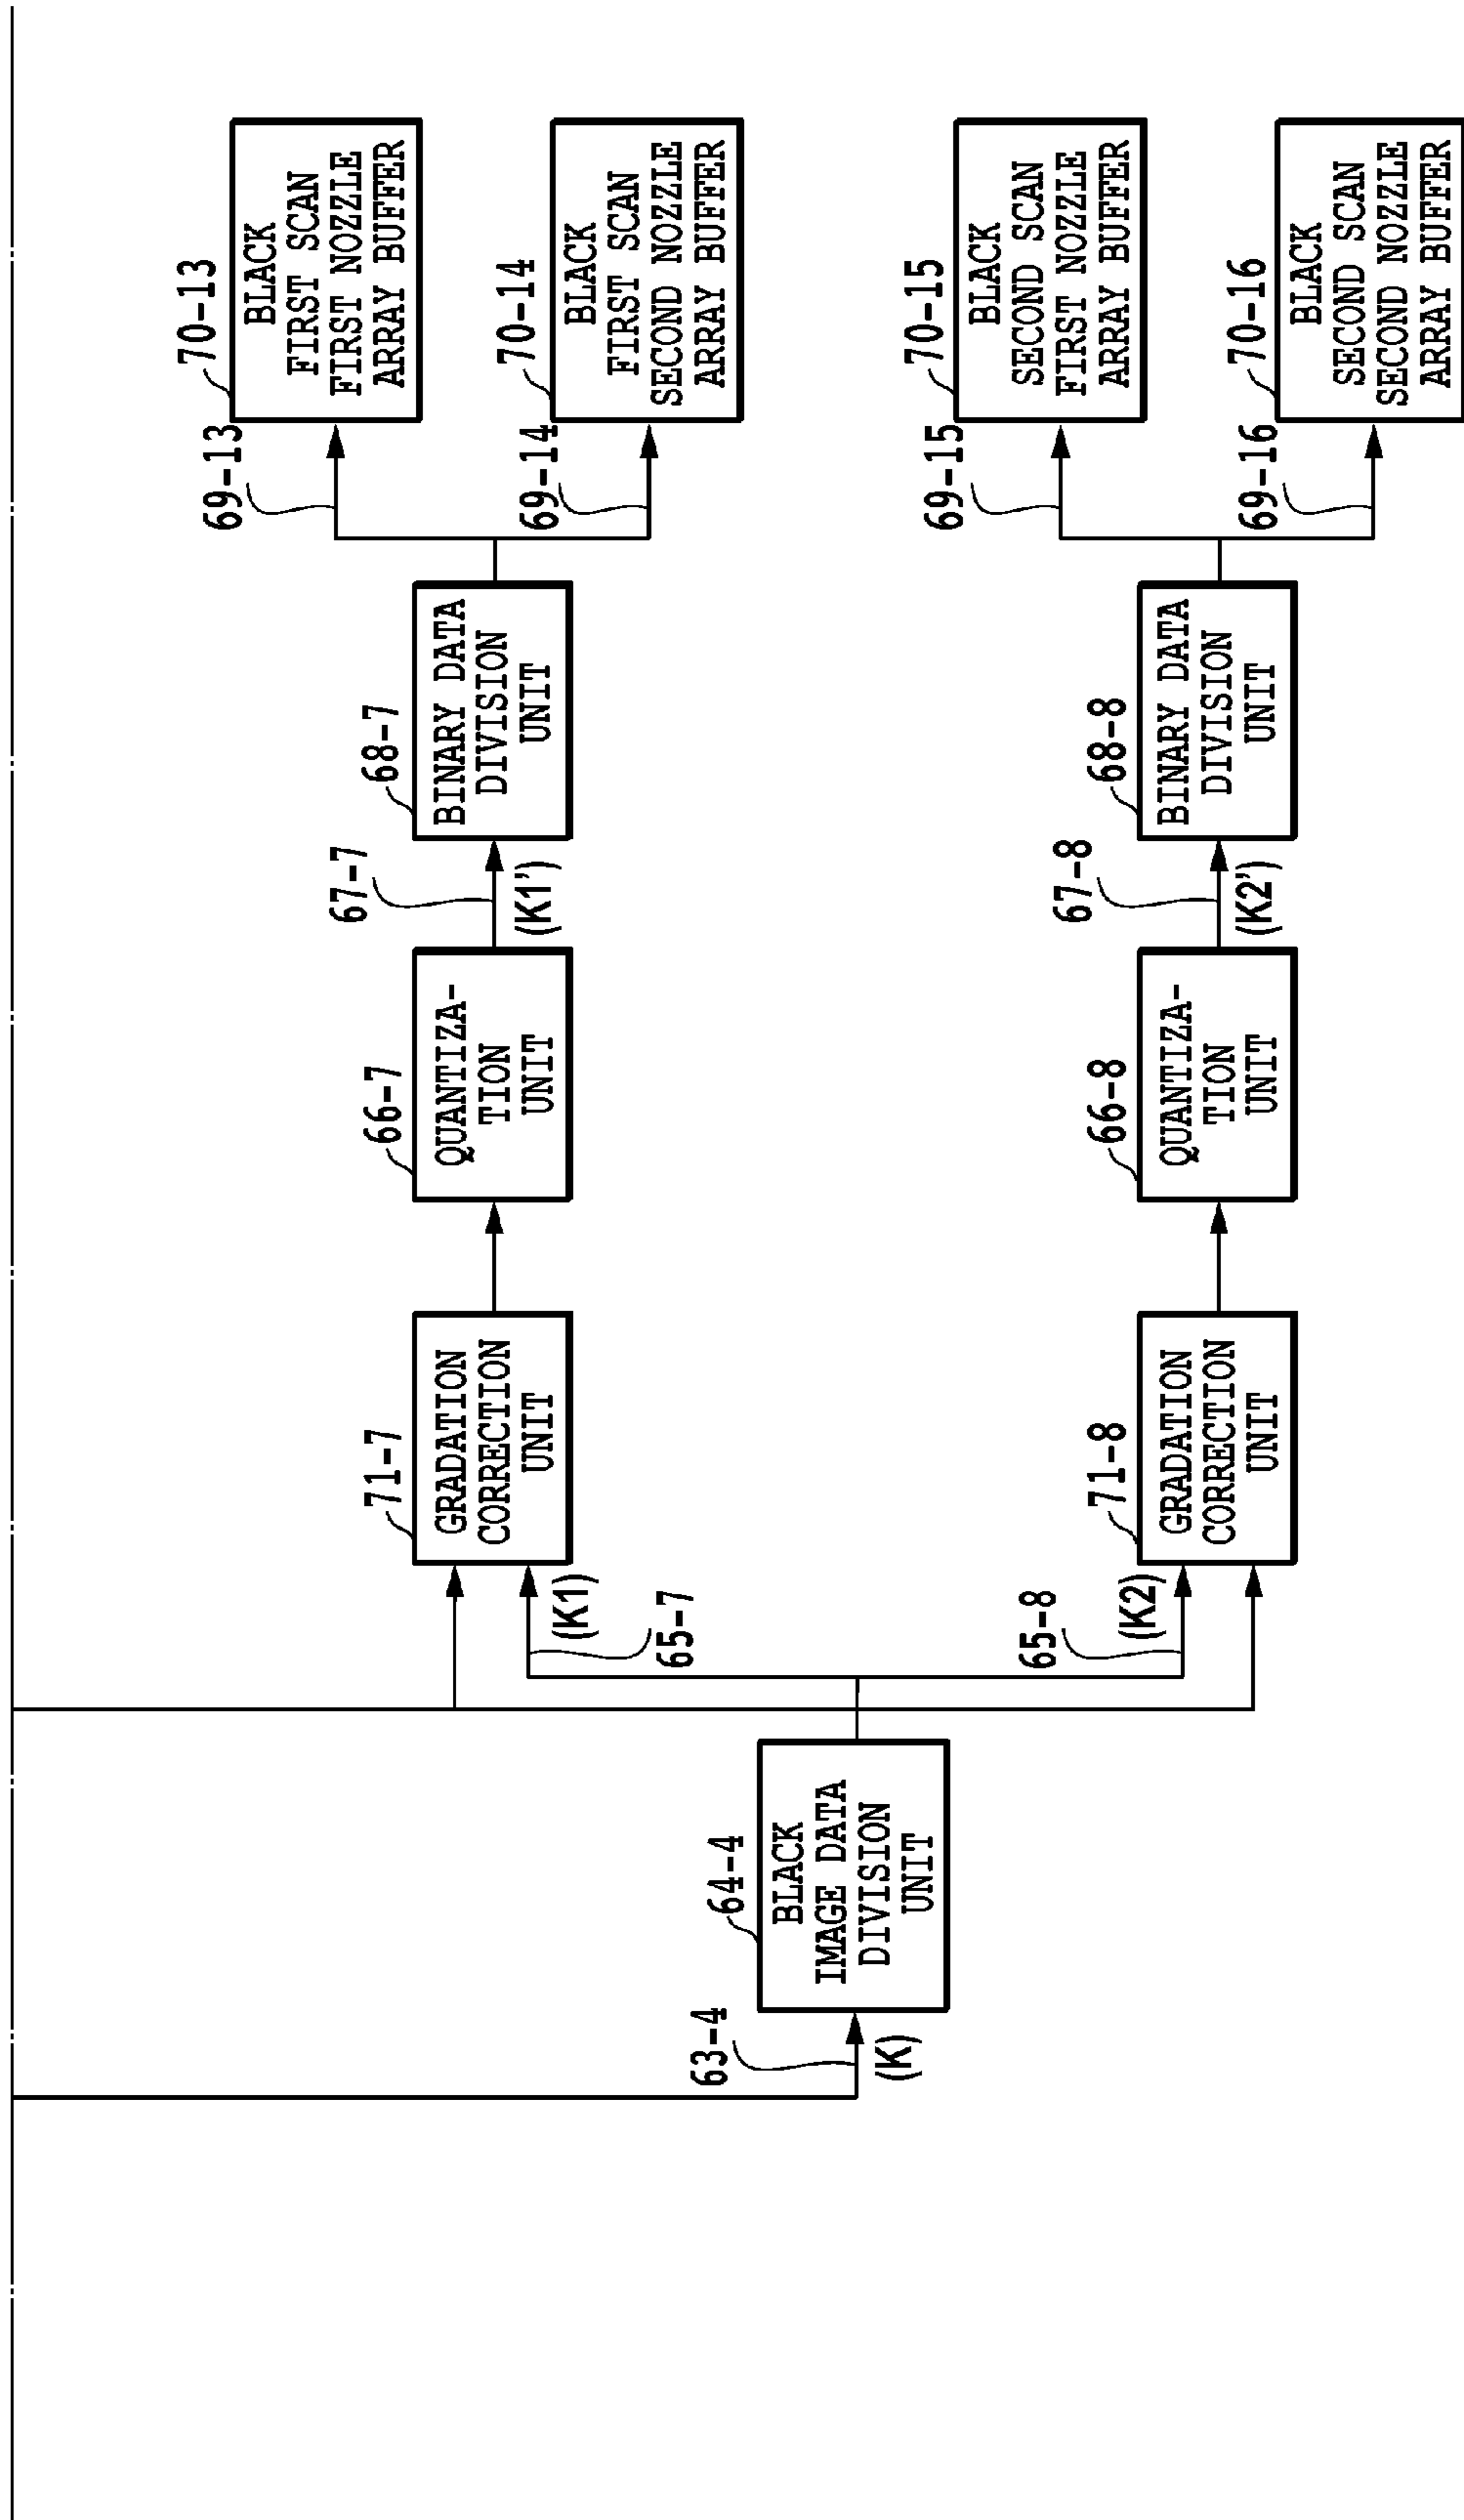 63-4
(K)
64-4
BLACK
IMAGE DATA
DIVISION
UNIT
(K1)
65-7
65-8
(K2)
71-7
GRADATION
CORRECTION
UNIT
66-7
QUANTIZA-
TION
UNIT
67-7
(K1')
68-7
BINARY DATA
DIVISION
UNIT
69-13
70-13
BLACK
FIRST SCAN
FIRST NOZZLE
ARRAY BUFFER
69-14
70-14
BLACK
FIRST SCAN
SECOND NOZZLE
ARRAY BUFFER
71-8
GRADATION
CORRECTION
UNIT
66-8
QUANTIZA-
TION
UNIT
67-8
(K2')
68-8
BINARY DATA
DIVISION
UNIT
69-15
70-15
BLACK
SECOND SCAN
FIRST NOZZLE
ARRAY BUFFER
69-16
70-16
BLACK
SECOND SCAN
SECOND NOZZLE
ARRAY BUFFER